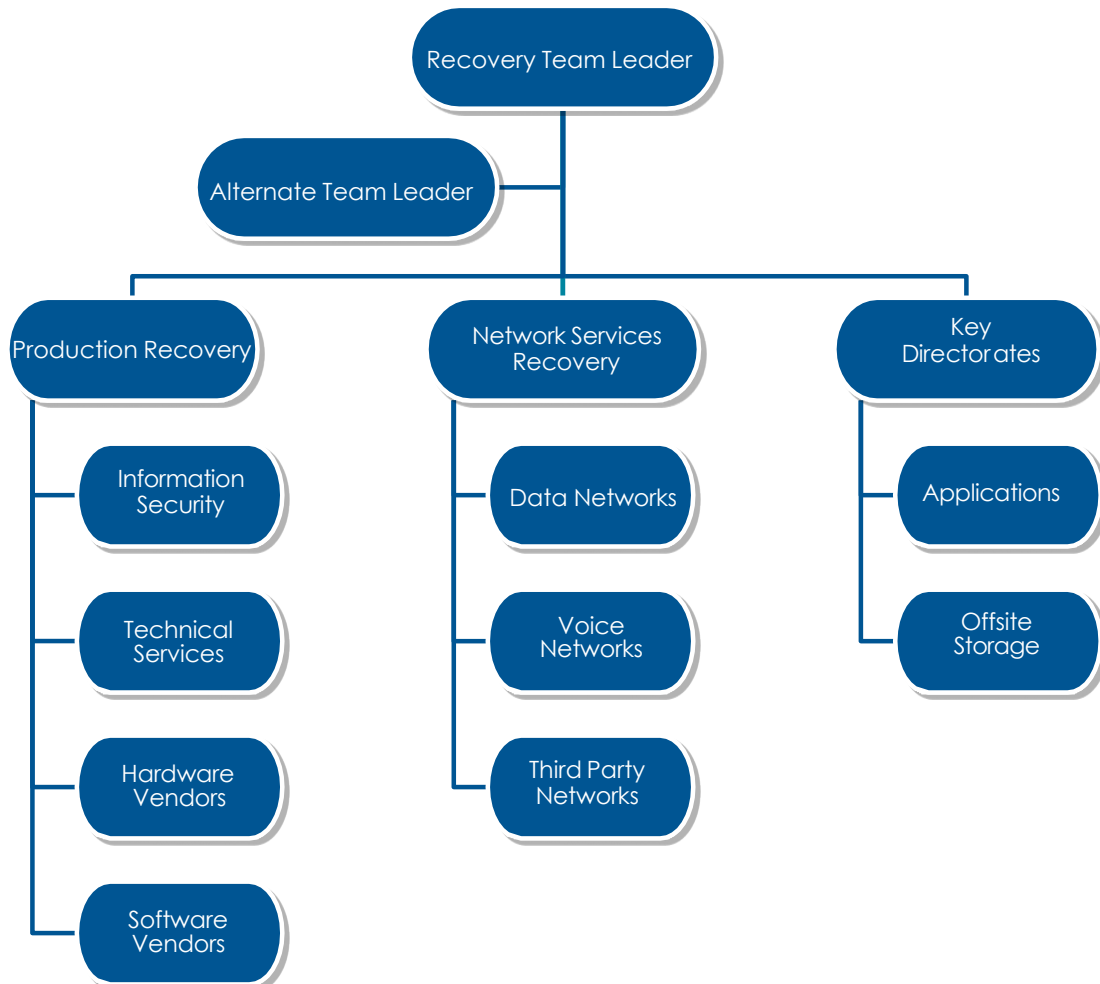 Recovery Team Leader
Alternate Team Leader
Production Recovery
Network Services
Recovery
Key
Directorates
Information
Security
Data Networks
Applications
Technical
Services
Voice
Networks
Offsite
Storage
Hardware
Vendors
Third Party
Networks
Software
Vendors